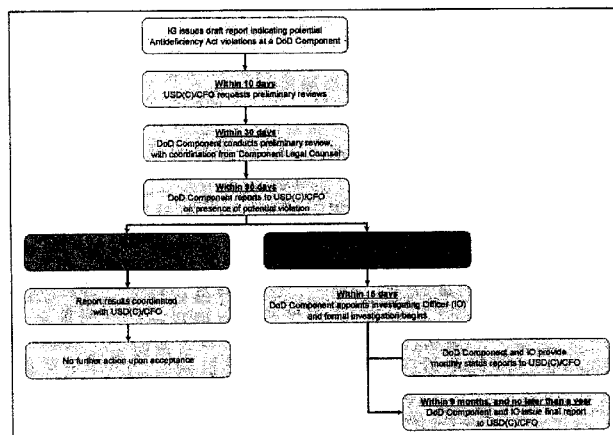 IG issues draft report indicating potential
Antideficiency Act violations at a DoD Component
Within 10 days
USD(C)/CFO requests preliminary reviews
Within 30 days
DoD Component conducts preliminary review,
with coordination from Component Legal Counsel
Within 90 days
DoD Component reports to USD(C)/CFO
on presence of potential violation
Report results coordinated
with USD(C)/CFO
No further action upon acceptance
Within 15 days
DoD Component appoints Investigating Officer (IO)
and formal investigation begins
DoD Component and IO provide
monthly status reports to USD(C)/CFO
Within 9 months, and no later than a year
DoD Component and IO issue final report
to USD(C)/CFO